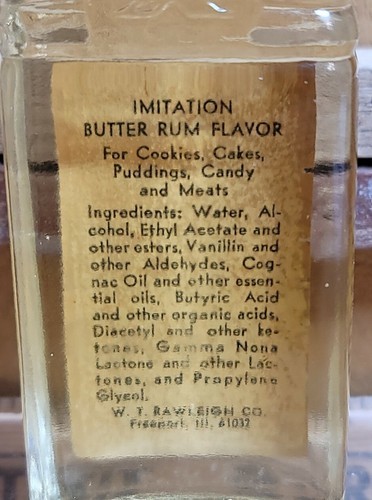 IMITATION
BUTTER RUM FLAVOR
For Cookies, Cakes,
Puddings, Candy
and Meats
Ingredients: Water, Al-
cohol, Ethyl Acetate and
other esters, Vanillin and
other Aldehydes, Cog-
nac Oil and other essen-
tial oils, Butyric Acid
and other organic acids,
Diacetyl and other ke-
tones, Gamma Nona
Lactone and other Lac-
tones, and Propylene
Glycol.
W. T. RAWLEIGH CO.
Freeport, Ill. 61032